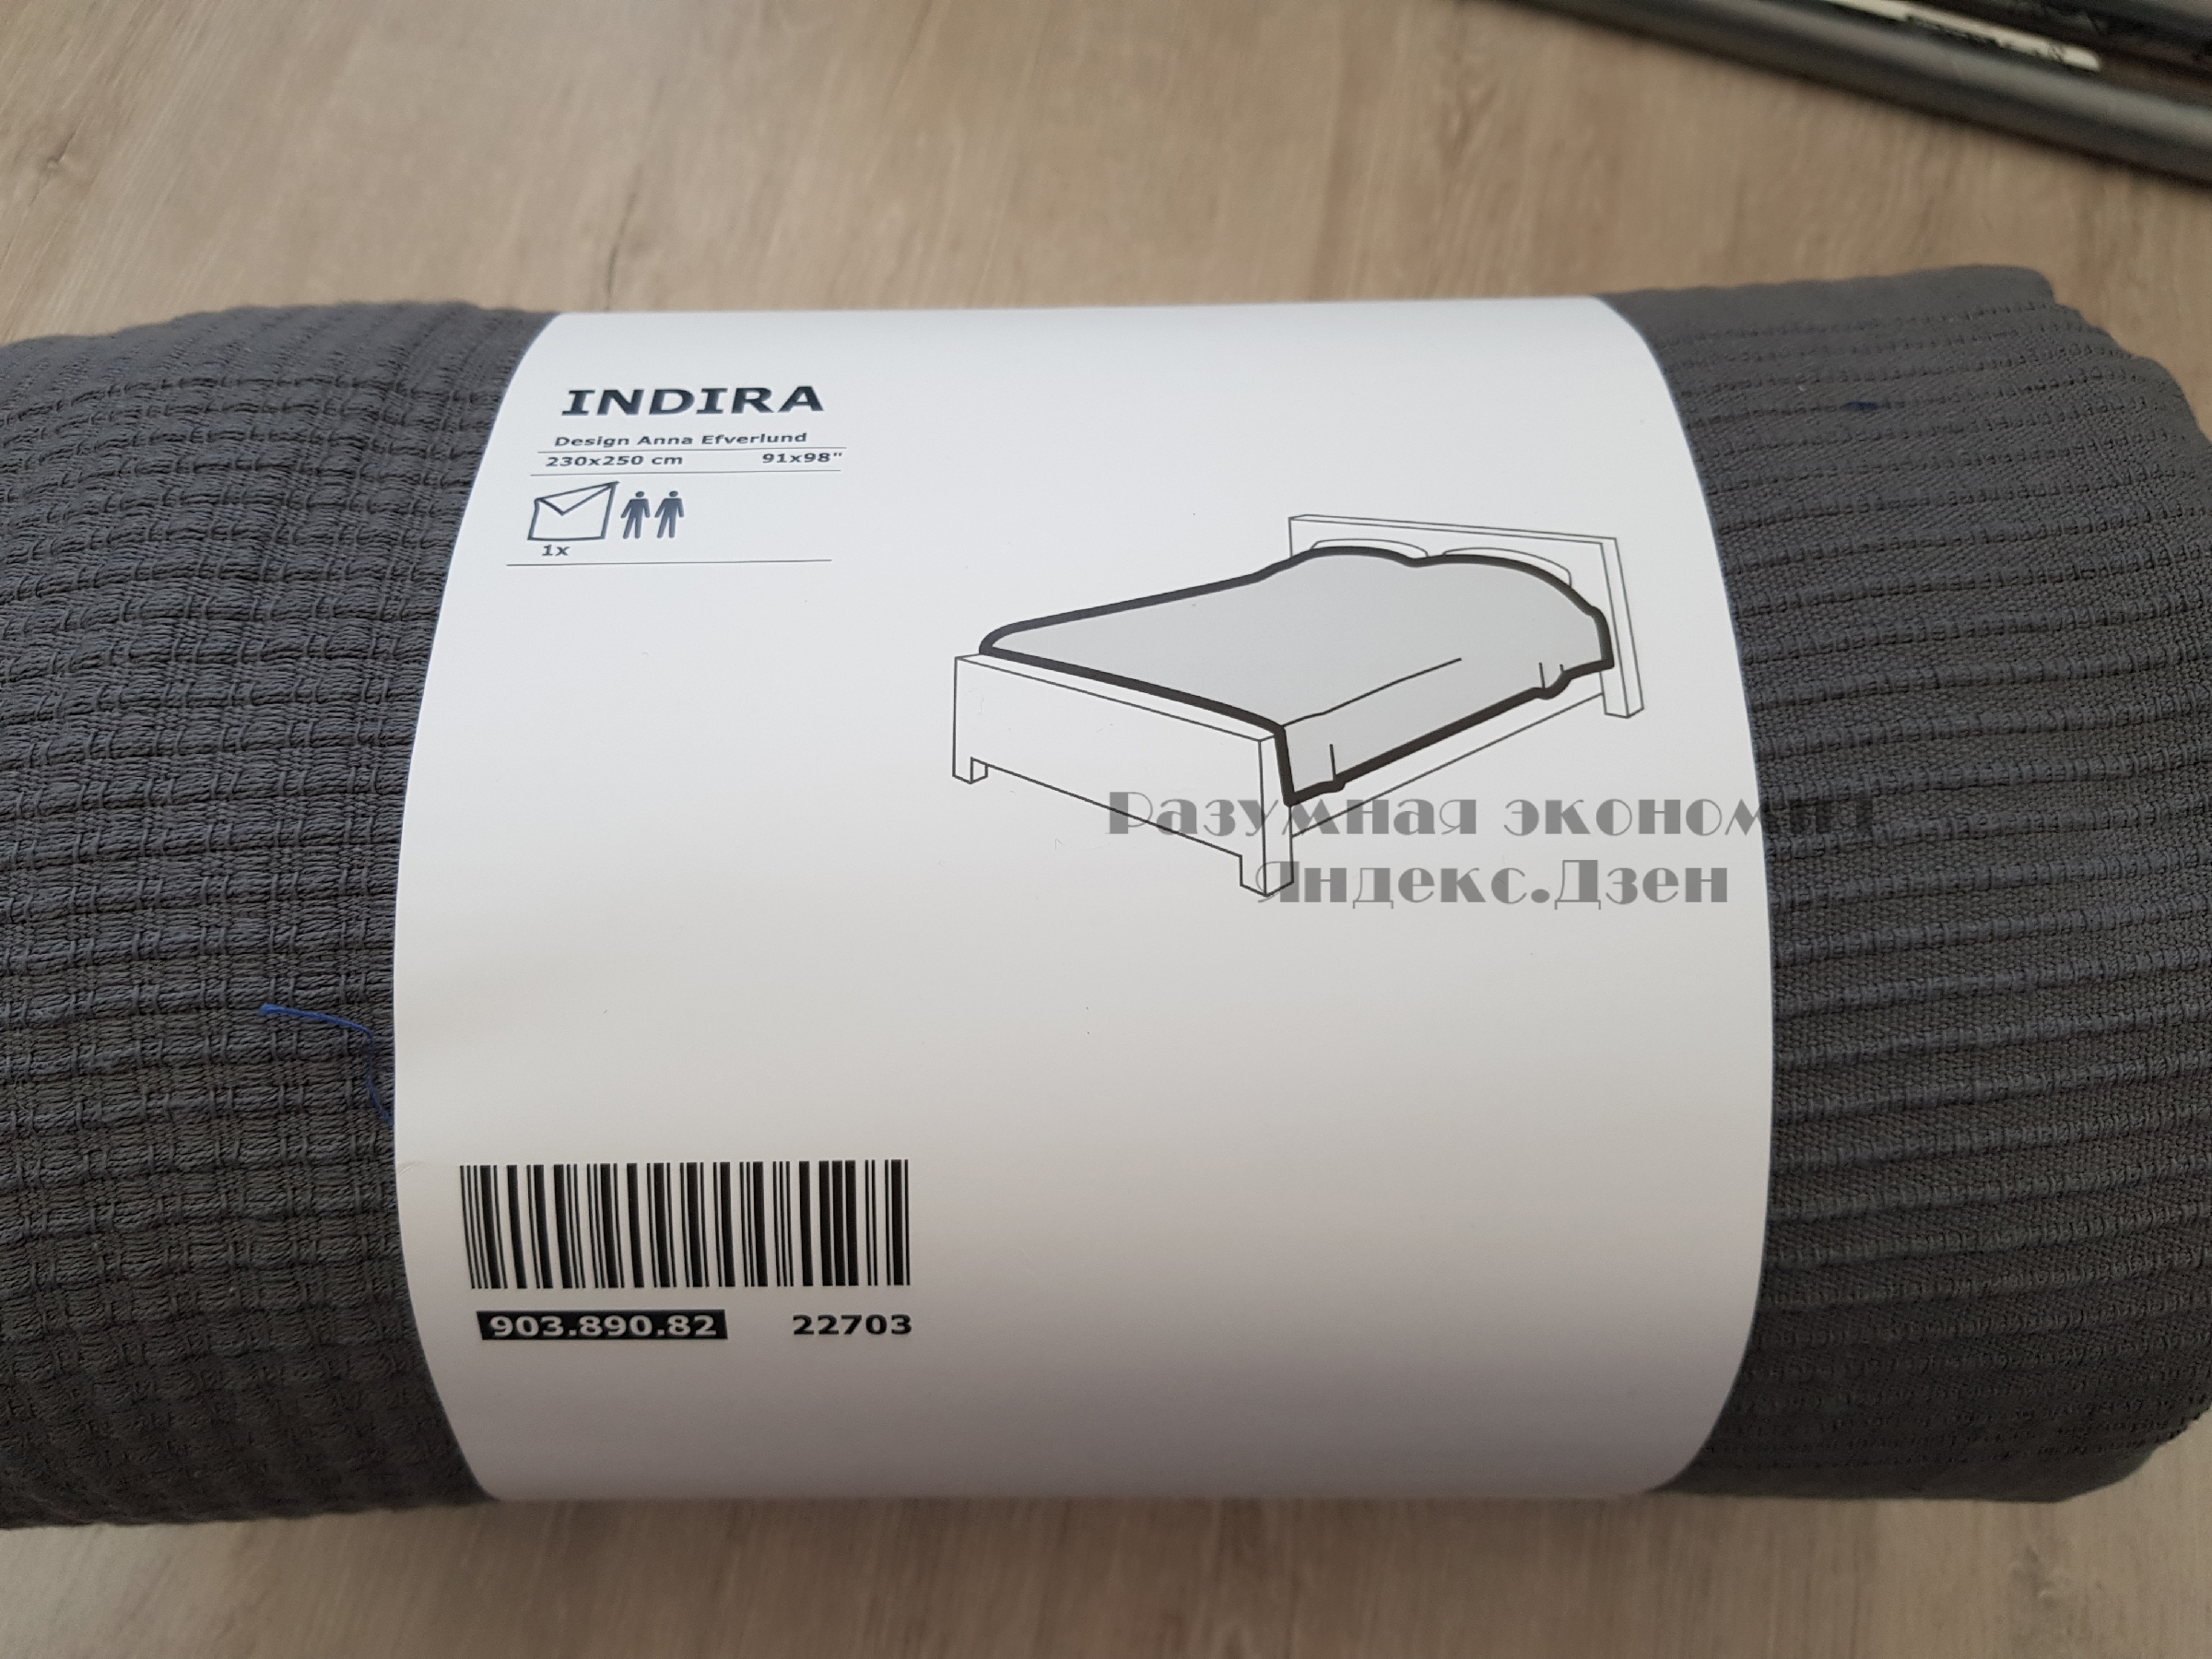 INDIRA
Design Anna Efverlund
230x250 cm 91x98"
1x
Разумная экономия
Яндекс.Дзен
903.890.82 22703